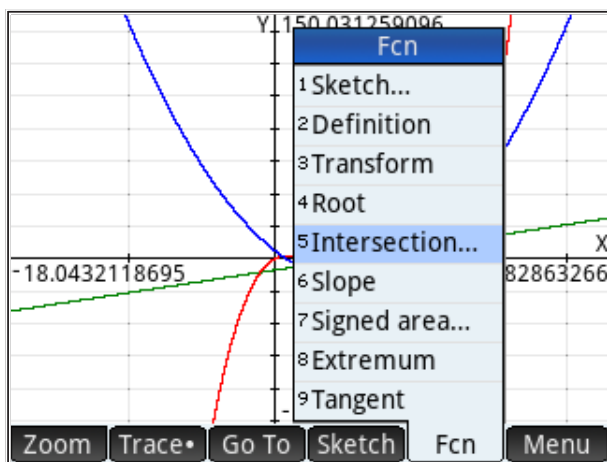 Y 150.031259096
Fcn
1 Sketch...
2 Definition
3 Transform
4 Root
5 Intersection...
X
-18.0432118695
82863266
6 Slope
7 Signed area...
8 Extremum
9 Tangent
-
Zoom Trace• Go To Sketch Fcn Menu